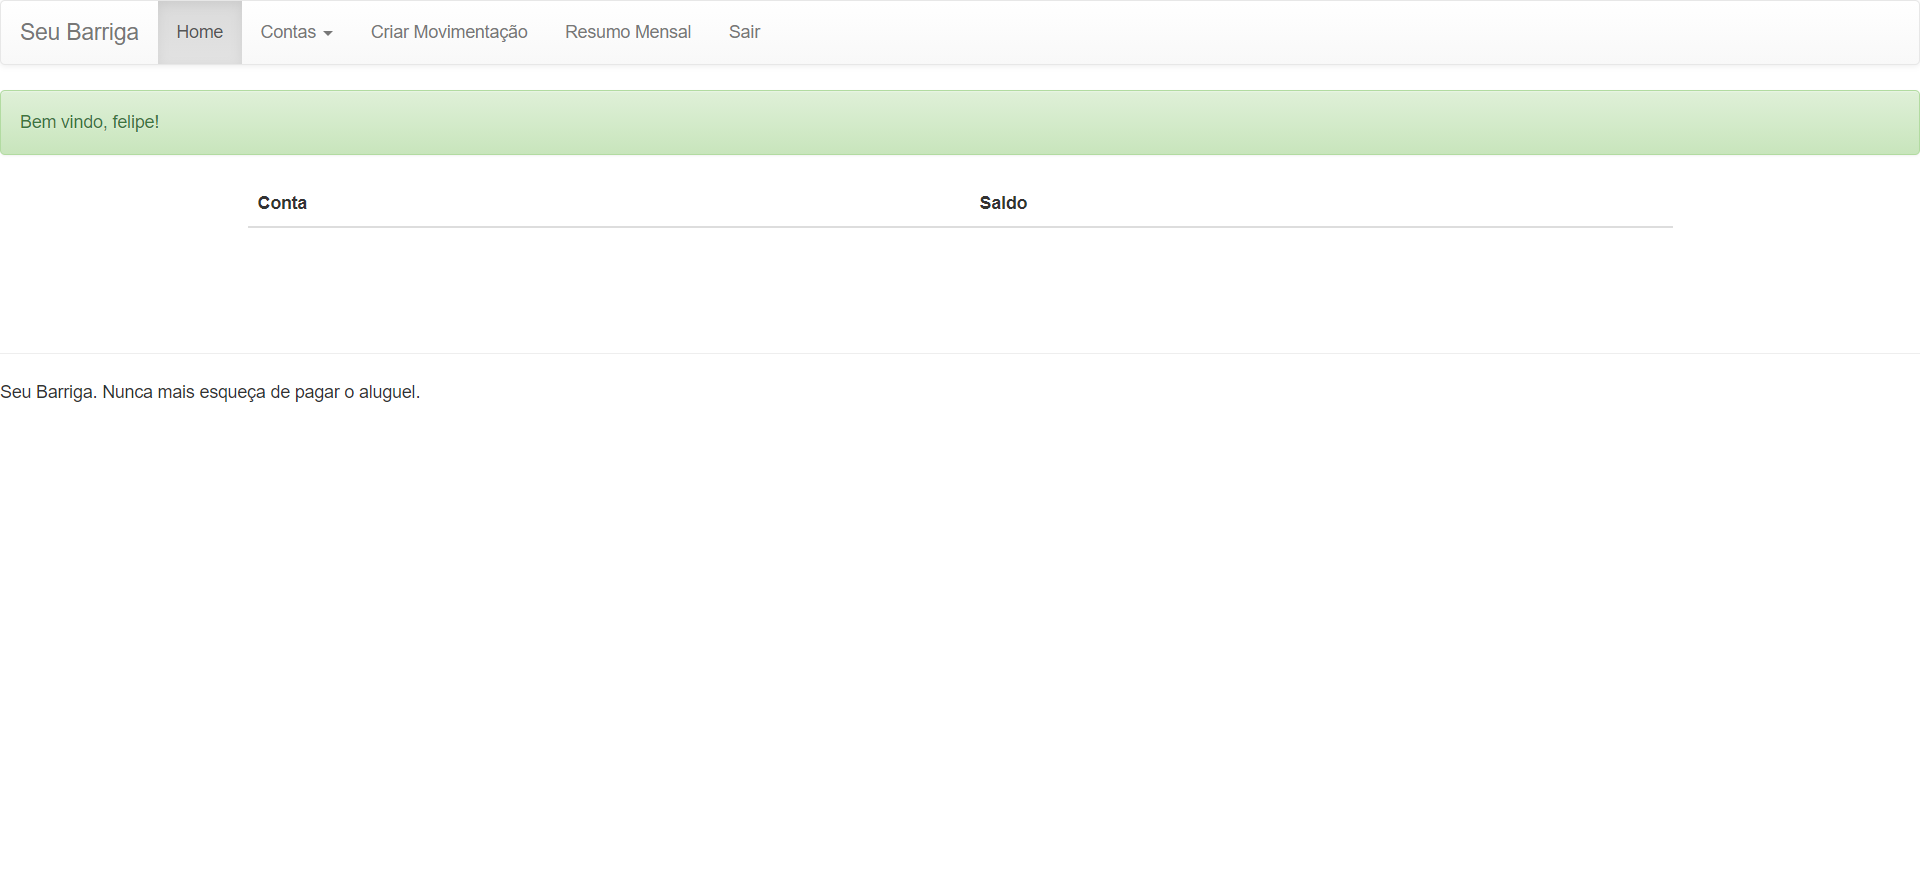 Seu Barriga Home Contas Criar Movimentação Resumo Mensal Sair
Bem vindo, felipe!
Conta Saldo
Seu Barriga. Nunca mais esqueça de pagar o aluguel.